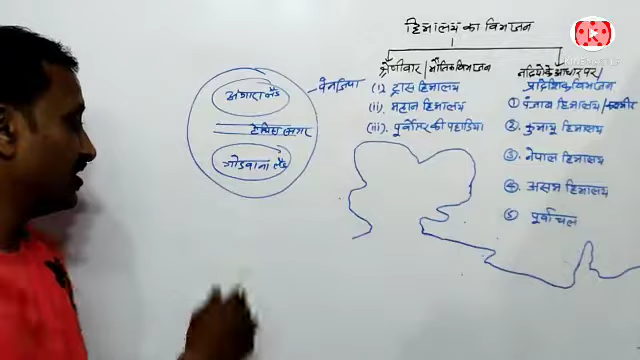 हिमालय का विभाजन
श्रेणीवार/भौतिक विभाजन
(i) ट्रांस हिमालय
(ii) महान हिमालय
(iii) पूर्वोत्तर की पहाडिया
नदियों के आधार पर/
प्रादेशिक विभाजन
① पंजाब हिमालय/कश्मीर
② कुमायू हिमालय
③ नेपाल हिमालय
④ असम हिमालय
⑤ पूर्वाचल
अंगारा लैंड
पेनजिया
टेथिस सागर
गोंडवाना लैंड